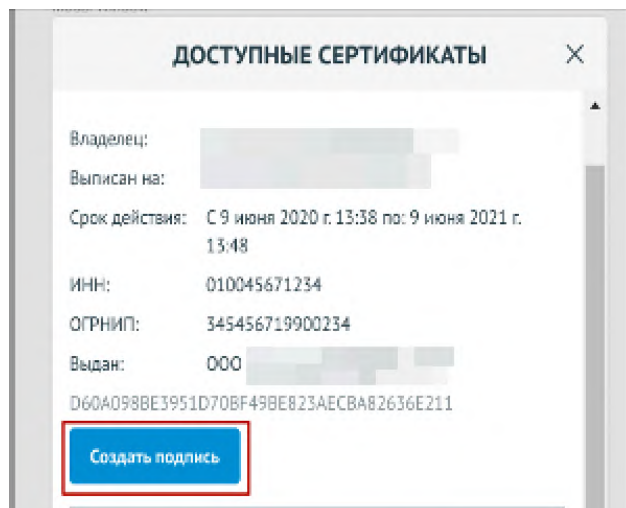 ДОСТУПНЫЕ СЕРТИФИКАТЫ
Владелец:
Выписан на:
Срок действия: С 9 июня 2020 г. 13:38 по: 9 июня 2021 г.
13:48
ИНН: 010045671234
ОГРНИП: 345456719900234
Выдан: ООО
D60A098BE3951D70BF49BE823AECBA82636E211
Создать подпись